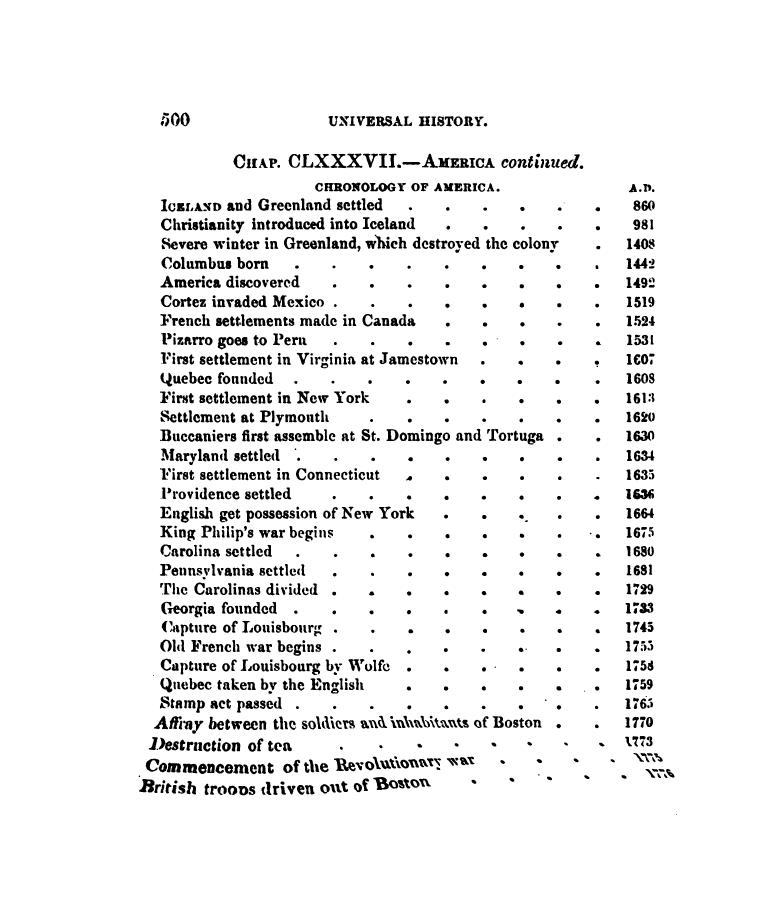 500 UNIVERSAL HISTORY.
CHAP. CLXXXVII.—AMERICA continued.
CHRONOLOGY OF AMERICA. A.D.
ICELAND and Greenland settled . . . . . . 860
Christianity introduced into Iceland . . . . . 981
Severe winter in Greenland, which destroyed the colony . 1408
Columbus born . . . . . . . . . 1442
America discovered . . . . . . . . 1492
Cortez invaded Mexico . . . . . . . . 1519
French settlements made in Canada . . . . . 1524
Pizarro goes to Peru . . . . . . . . 1531
First settlement in Virginia at Jamestown . . . . 1607
Quebec founded . . . . . . . . . 1608
First settlement in New York . . . . . . 1613
Settlement at Plymouth . . . . . . . 1620
Buccaniers first assemble at St. Domingo and Tortuga . . 1630
Maryland settled . . . . . . . . . 1634
First settlement in Connecticut . . . . . . 1635
Providence settled . . . . . . . . 1636
English get possession of New York . . . . . 1664
King Philip's war begins . . . . . . . 1675
Carolina settled . . . . . . . . . 1680
Pennsylvania settled . . . . . . . . 1681
The Carolinas divided . . . . . . . . 1729
Georgia founded . . . . . . . . . 1733
Capture of Louisbourg . . . . . . . . 1745
Old French war begins . . . . . . . . 1755
Capture of Louisbourg by Wolfe . . . . . . 1758
Quebec taken by the English . . . . . . 1759
Stamp act passed . . . . . . . . . 1765
Affray between the soldiers and inhabitants of Boston . . 1770
Destruction of tea . . . . . . . . 1773
Commencement of the Revolutionary war . . . . 1775
British troops driven out of Boston . . . . . 1776